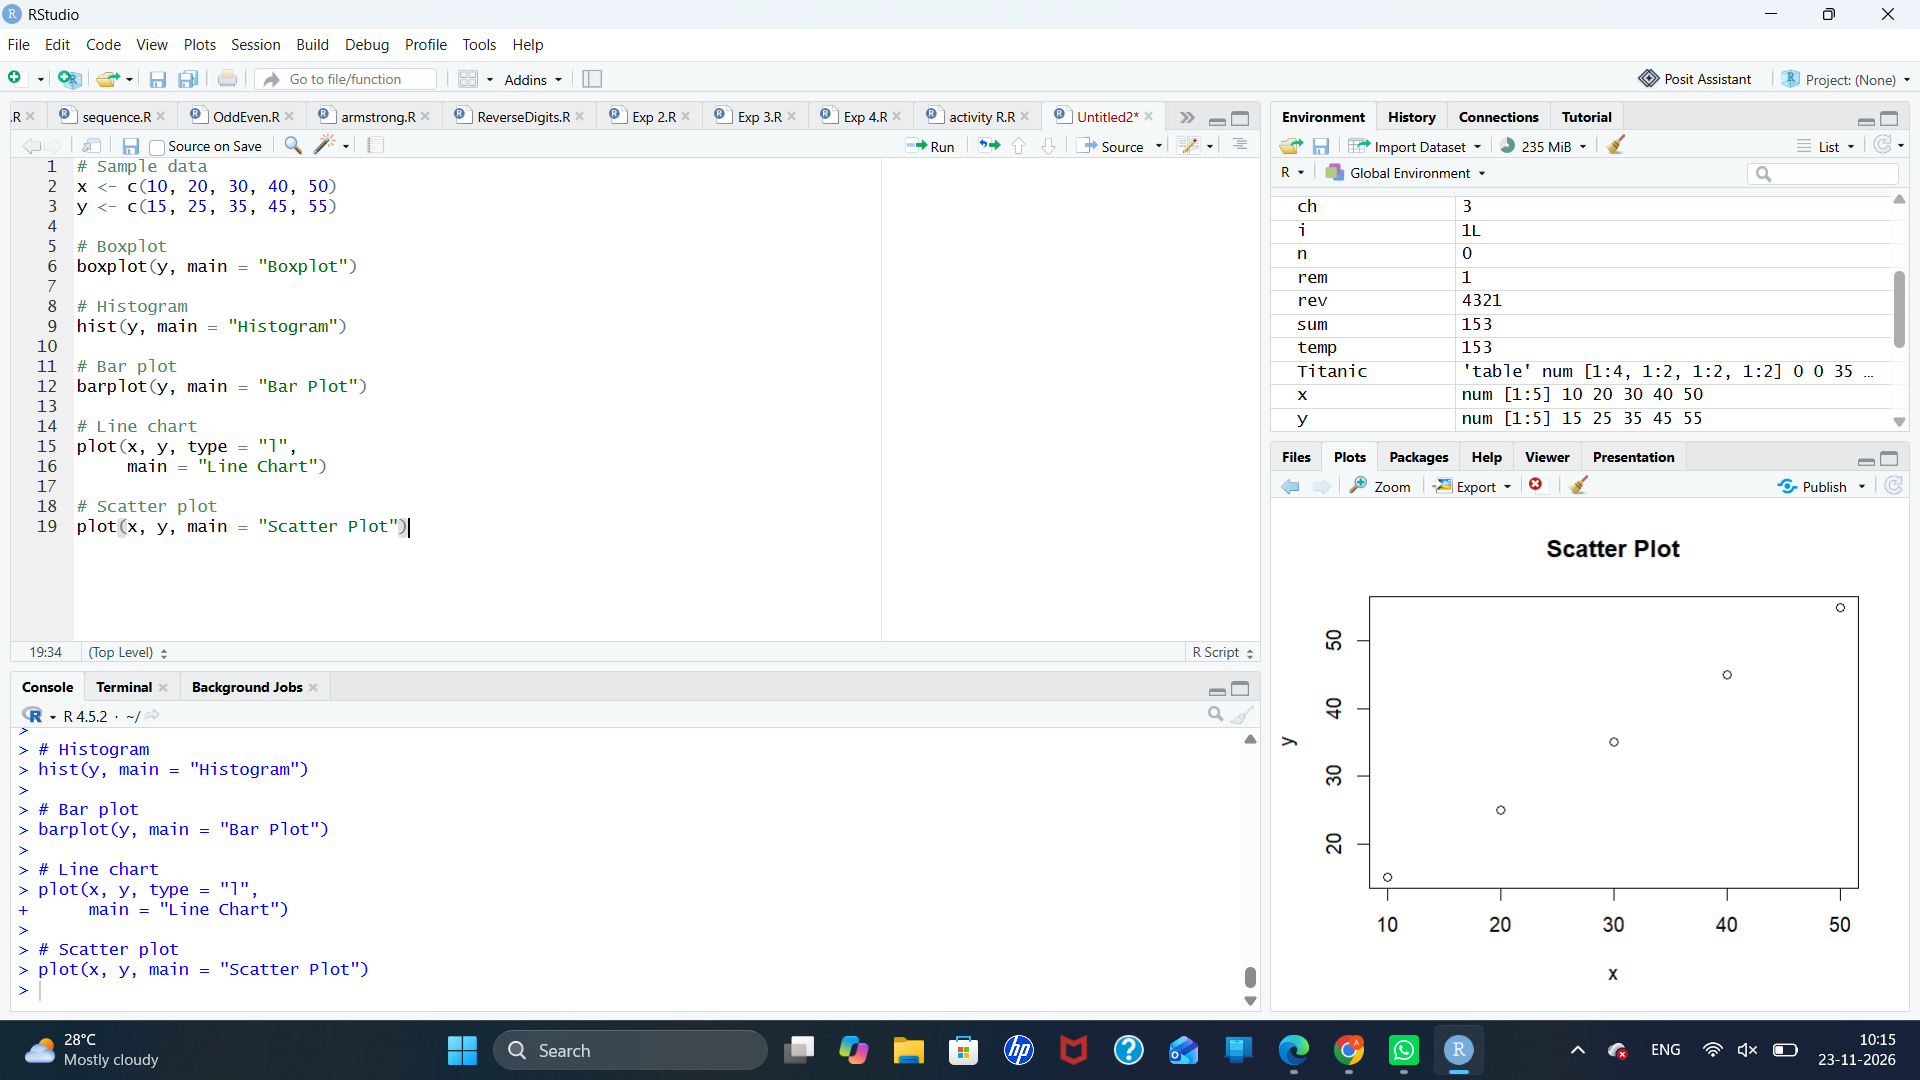 RStudio
File Edit Code View Plots Session Build Debug Profile Tools Help
Go to file/function Addins Posit Assistant Project: (None)
.R sequence.R OddEven.R armstrong.R ReverseDigits.R Exp 2.R Exp 3.R Exp 4.R activity R.R Untitled2*
Source on Save Run Source
1 # Sample data
2 x <- c(10, 20, 30, 40, 50)
3 y <- c(15, 25, 35, 45, 55)
4
5 # Boxplot
6 boxplot(y, main = "Boxplot")
7
8 # Histogram
9 hist(y, main = "Histogram")
10
11 # Bar plot
12 barplot(y, main = "Bar Plot")
13
14 # Line chart
15 plot(x, y, type = "l",
16 main = "Line Chart")
17
18 # Scatter plot
19 plot(x, y, main = "Scatter Plot")
19:34 (Top Level) R Script
Console Terminal Background Jobs
R 4.5.2 · ~/
>
> # Histogram
> hist(y, main = "Histogram")
>
> # Bar plot
> barplot(y, main = "Bar Plot")
>
> # Line chart
> plot(x, y, type = "l",
+ main = "Line Chart")
>
> # Scatter plot
> plot(x, y, main = "Scatter Plot")
>
Environment History Connections Tutorial
Import Dataset 235 MiB List
R Global Environment
ch 3
i 1L
n 0
rem 1
rev 4321
sum 153
temp 153
Titanic 'table' num [1:4, 1:2, 1:2, 1:2] 0 0 35 ...
x num [1:5] 10 20 30 40 50
y num [1:5] 15 25 35 45 55
Files Plots Packages Help Viewer Presentation
Zoom Export Publish
Scatter Plot
y
50
40
30
20
10 20 30 40 50
x
28°C
Mostly cloudy
Search
hp
ENG
10:15
23-11-2026